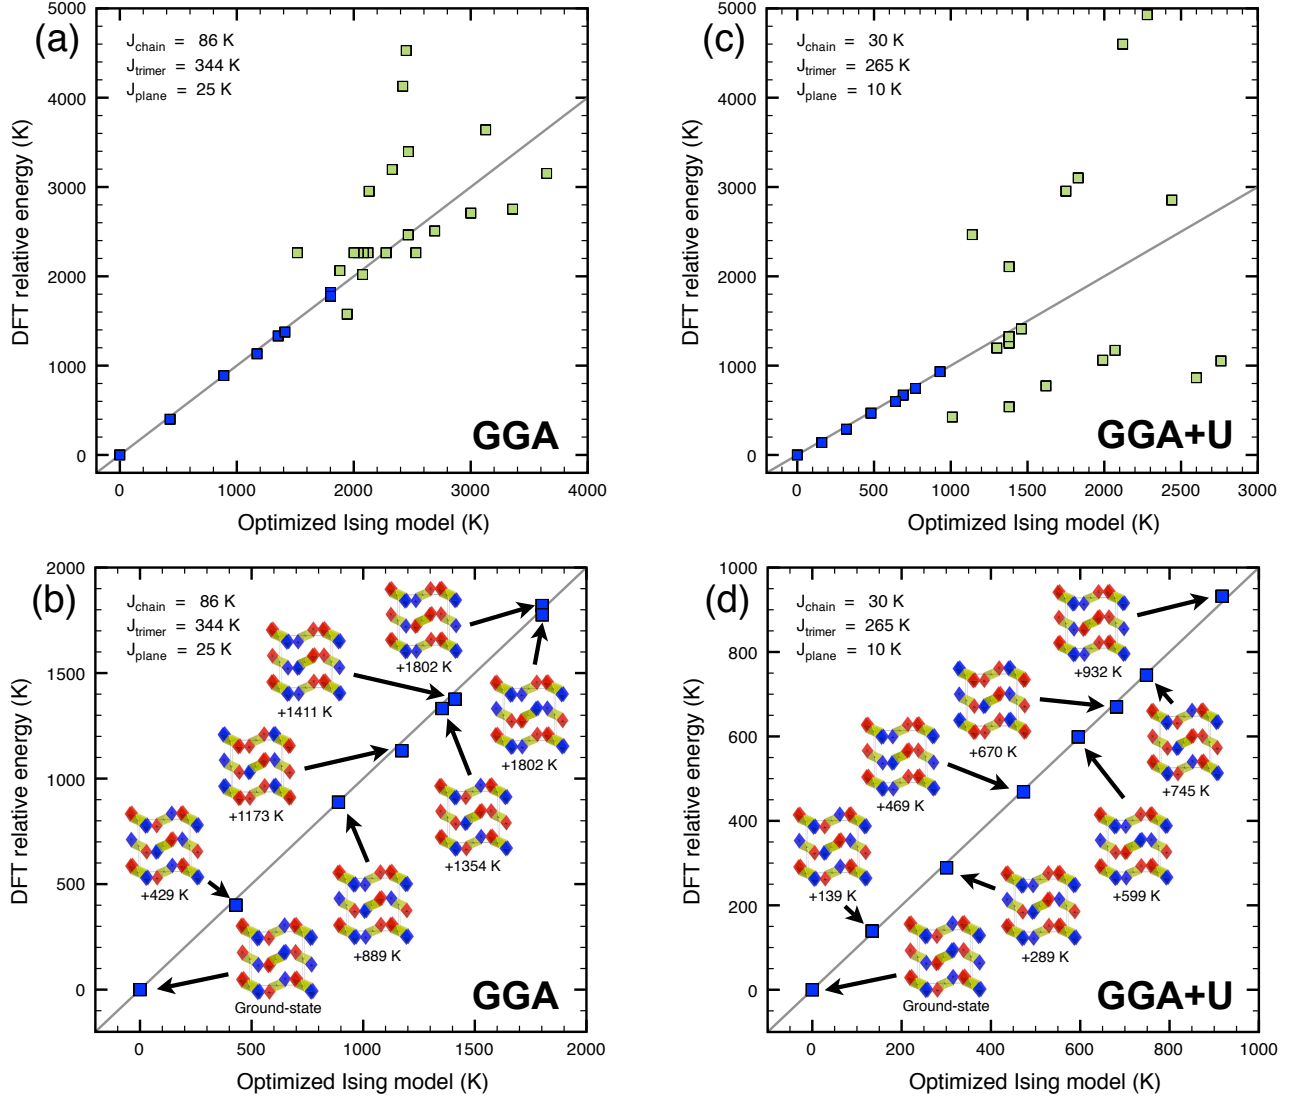 (a)
J_chain = 86 K
J_trimer = 344 K
J_plane = 25 K
5000
4000
3000
2000
1000
0
DFT relative energy (K)
GGA
0 1000 2000 3000 4000
Optimized Ising model (K)
(c)
J_chain = 30 K
J_trimer = 265 K
J_plane = 10 K
5000
4000
3000
2000
1000
0
DFT relative energy (K)
GGA+U
0 500 1000 1500 2000 2500 3000
Optimized Ising model (K)
(b)
J_chain = 86 K
J_trimer = 344 K
J_plane = 25 K
2000
1500
1000
500
0
DFT relative energy (K)
+1802 K
+1411 K
+1802 K
+1173 K
+1354 K
+429 K
+889 K
Ground-state
GGA
0 500 1000 1500 2000
Optimized Ising model (K)
(d)
J_chain = 30 K
J_trimer = 265 K
J_plane = 10 K
1000
800
600
400
200
0
DFT relative energy (K)
+932 K
+670 K
+745 K
+469 K
+139 K
+599 K
+289 K
Ground-state
GGA+U
0 200 400 600 800 1000
Optimized Ising model (K)